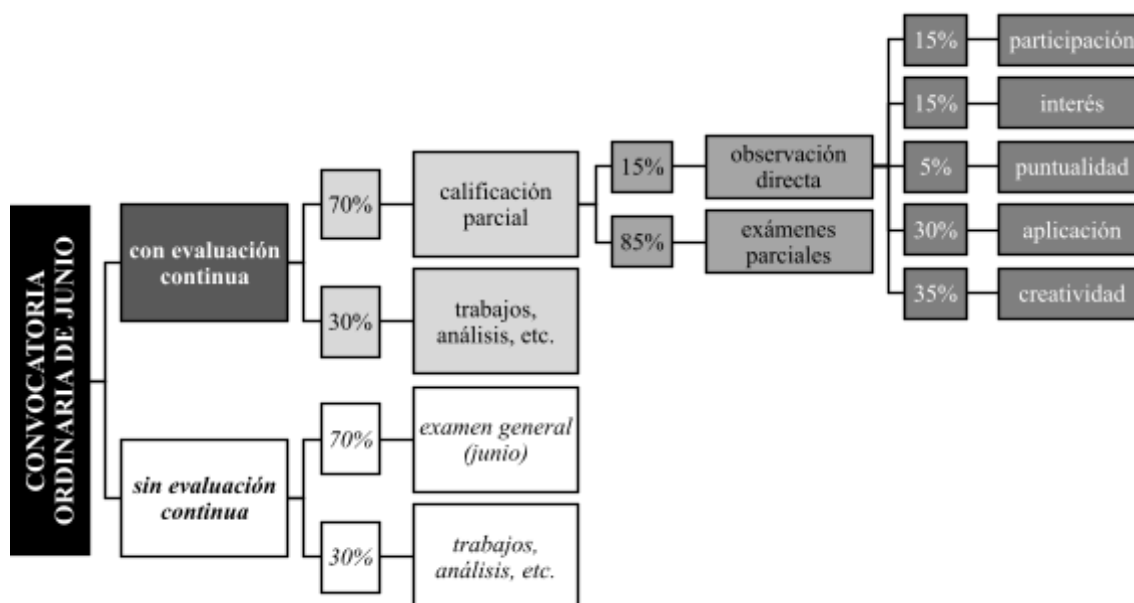 CONVOCATORIA
ORDINARIA DE JUNIO
con evaluación
continua
70%
calificación
parcial
15%
observación
directa
15%
participación
15%
interés
5%
puntualidad
30%
aplicación
35%
creatividad
85%
exámenes
parciales
30%
trabajos,
análisis, etc.
sin evaluación
continua
70%
examen general
(junio)
30%
trabajos,
análisis, etc.